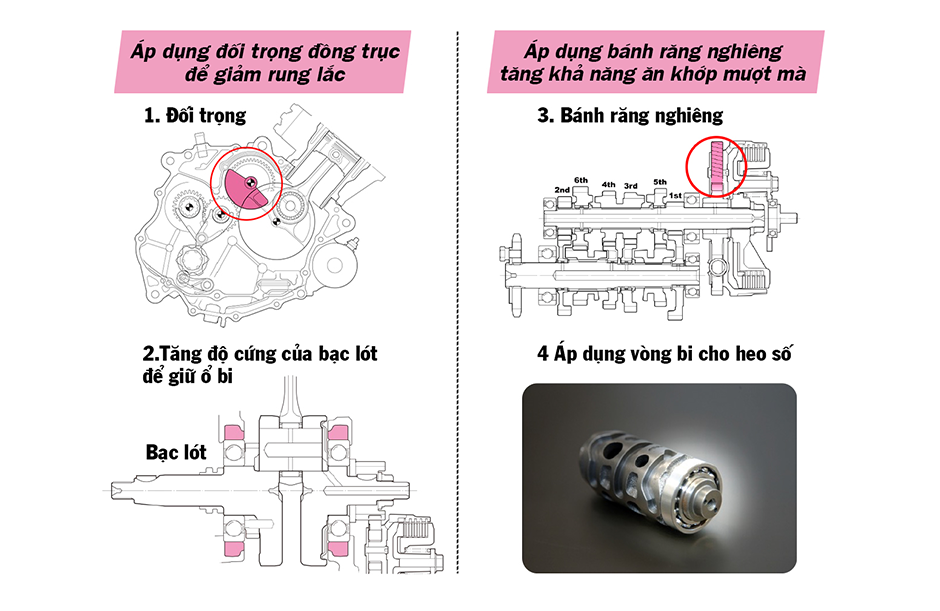 Áp dụng đối trọng đồng trục
để giảm rung lắc
1. Đối trọng
2.Tăng độ cứng của bạc lót
để giữ ổ bi
Bạc lót
Áp dụng bánh răng nghiêng
tăng khả năng ăn khớp mượt mà
3. Bánh răng nghiêng
2nd 6th 4th 3rd 5th 1st
4 Áp dụng vòng bi cho heo số